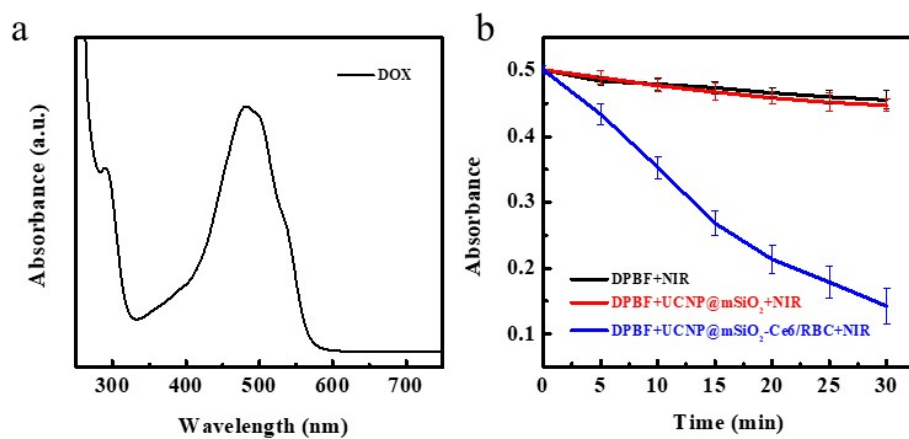 a
DOX
Absorbance (a.u.)
300 400 500 600 700
Wavelength (nm)
b
0.5
0.4
0.3
0.2
0.1
Absorbance
DPBF+NIR
DPBF+UCNP@mSiO₂+NIR
DPBF+UCNP@mSiO₂-Ce6/RBC+NIR
0 5 10 15 20 25 30
Time (min)